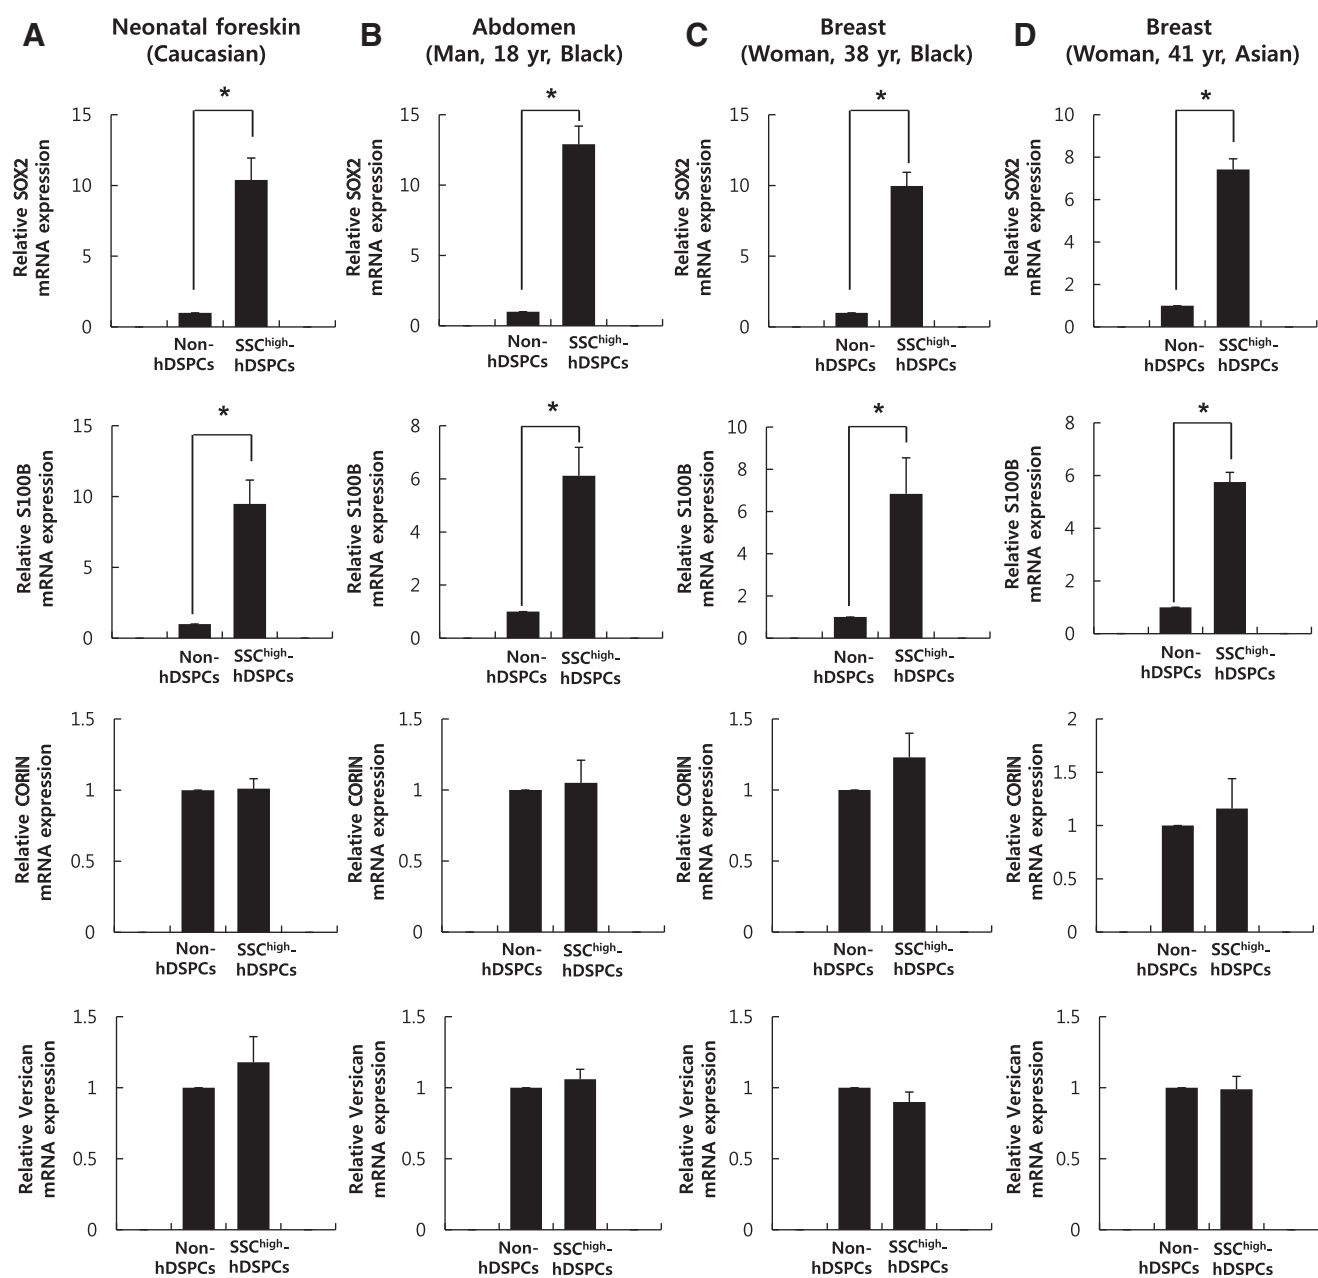 A Neonatal foreskin
(Caucasian)
B Abdomen
(Man, 18 yr, Black)
C Breast
(Woman, 38 yr, Black)
D Breast
(Woman, 41 yr, Asian)
Relative SOX2
mRNA expression
15
10
5
0
*
Non-
hDSPCs
SSChigh-
hDSPCs
Relative SOX2
mRNA expression
15
10
5
0
*
Non-
hDSPCs
SSChigh-
hDSPCs
Relative SOX2
mRNA expression
15
10
5
0
*
Non-
hDSPCs
SSChigh-
hDSPCs
Relative SOX2
mRNA expression
10
8
6
4
2
0
*
Non-
hDSPCs
SSChigh-
hDSPCs
Relative S100B
mRNA expression
15
10
5
0
*
Non-
hDSPCs
SSChigh-
hDSPCs
Relative S100B
mRNA expression
8
6
4
2
0
*
Non-
hDSPCs
SSChigh-
hDSPCs
Relative S100B
mRNA expression
10
8
6
4
2
0
*
Non-
hDSPCs
SSChigh-
hDSPCs
Relative S100B
mRNA expression
8
6
4
2
0
*
Non-
hDSPCs
SSChigh-
hDSPCs
Relative CORIN
mRNA expression
1.5
1
0.5
0
Non-
hDSPCs
SSChigh-
hDSPCs
Relative CORIN
mRNA expression
1.5
1
0.5
0
Non-
hDSPCs
SSChigh-
hDSPCs
Relative CORIN
mRNA expression
1.5
1
0.5
0
Non-
hDSPCs
SSChigh-
hDSPCs
Relative CORIN
mRNA expression
2
1.5
1
0.5
0
Non-
hDSPCs
SSChigh-
hDSPCs
Relative Versican
mRNA expression
1.5
1
0.5
0
Non-
hDSPCs
SSChigh-
hDSPCs
Relative Versican
mRNA expression
1.5
1
0.5
0
Non-
hDSPCs
SSChigh-
hDSPCs
Relative Versican
mRNA expression
1.5
1
0.5
0
Non-
hDSPCs
SSChigh-
hDSPCs
Relative Versican
mRNA expression
1.5
1
0.5
0
Non-
hDSPCs
SSChigh-
hDSPCs